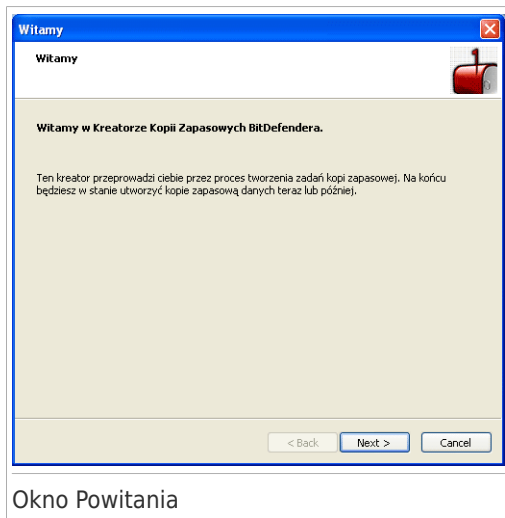 Witamy
Witamy
Witamy w Kreatorze Kopii Zapasowych BitDefendera.
Ten kreator przeprowadzi ciebie przez proces tworzenia zadań kopi zapasowej. Na końcu
będziesz w stanie utworzyć kopie zapasową danych teraz lub później.
< Back Next > Cancel
Okno Powitania